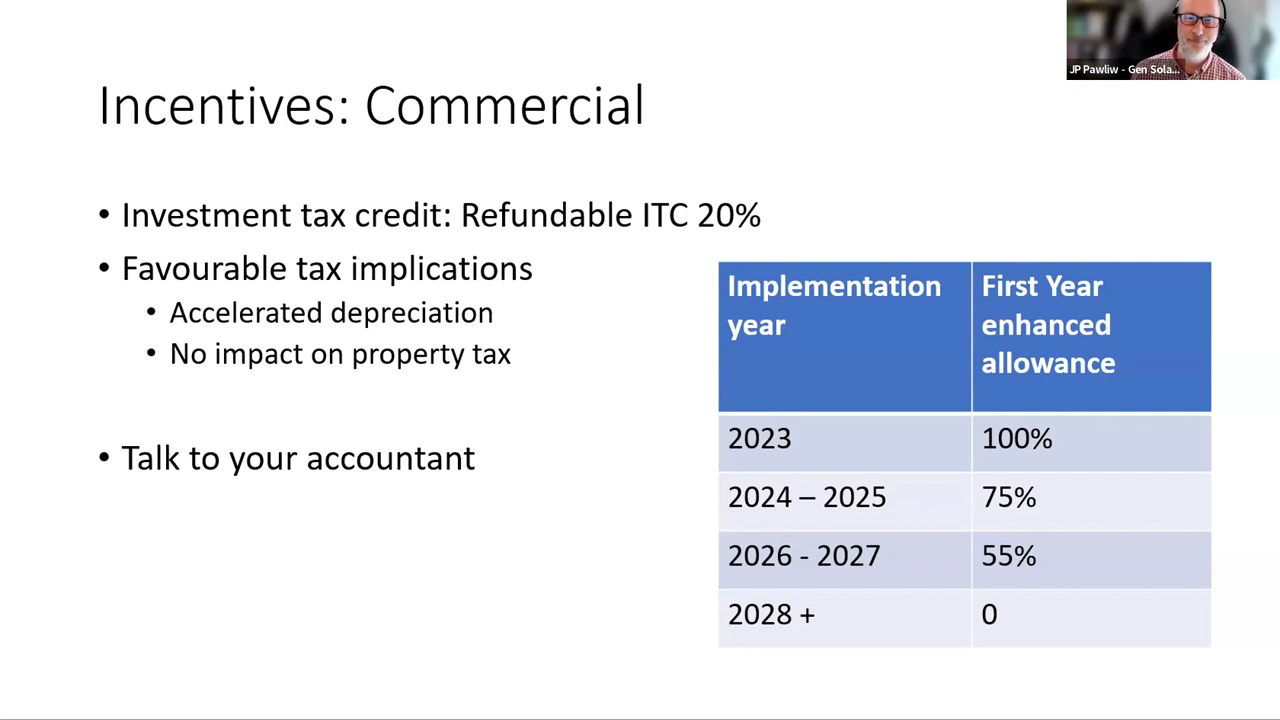 JP Pawliw - Gen Sola...
Incentives: Commercial
• Investment tax credit: Refundable ITC 20%
• Favourable tax implications
• Accelerated depreciation
• No impact on property tax
• Talk to your accountant
Implementation
year
First Year
enhanced
allowance
2023 100%
2024 – 2025 75%
2026 - 2027 55%
2028 + 0